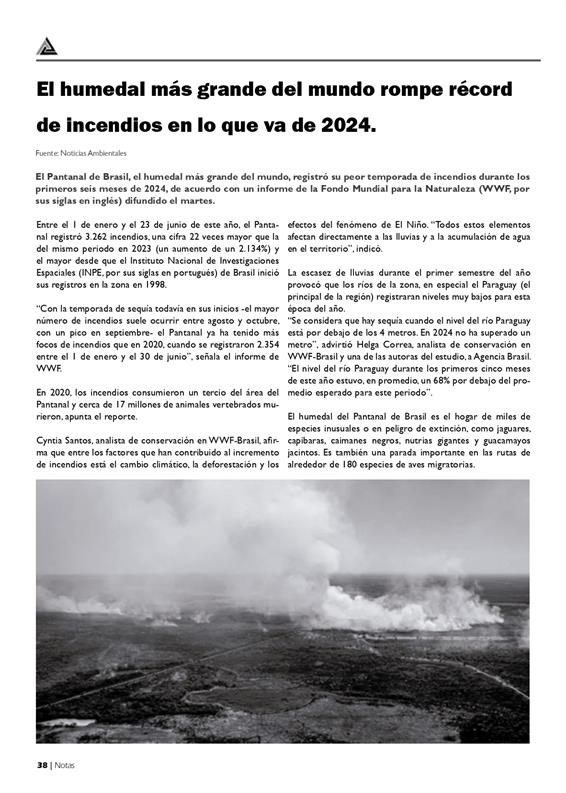 El humedal más grande del mundo rompe récord
de incendios en lo que va de 2024.
Fuente: Noticias Ambientales
El Pantanal de Brasil, el humedal más grande del mundo, registró su peor temporada de incendios durante los
primeros seis meses de 2024, de acuerdo con un informe de la Fondo Mundial para la Naturaleza (WWF, por
sus siglas en inglés) difundido el martes.
Entre el 1 de enero y el 23 de junio de este año, el Panta-
nal registró 3.262 incendios, una cifra 22 veces mayor que la
del mismo periodo en 2023 (un aumento de un 2.134%) y
el mayor desde que el Instituto Nacional de Investigaciones
Espaciales (INPE, por sus siglas en portugués) de Brasil inició
sus registros en la zona en 1998.
“Con la temporada de sequía todavía en sus inicios -el mayor
número de incendios suele ocurrir entre agosto y octubre,
con un pico en septiembre- el Pantanal ya ha tenido más
focos de incendios que en 2020, cuando se registraron 2.354
entre el 1 de enero y el 30 de junio”, señala el informe de
WWF.
En 2020, los incendios consumieron un tercio del área del
Pantanal y cerca de 17 millones de animales vertebrados mu-
rieron, apunta el reporte.
Cyntia Santos, analista de conservación en WWF-Brasil, afir-
ma que entre los factores que han contribuido al incremento
de incendios está el cambio climático, la deforestación y los
efectos del fenómeno de El Niño. “Todos estos elementos
afectan directamente a las lluvias y a la acumulación de agua
en el territorio”, indicó.
La escasez de lluvias durante el primer semestre del año
provocó que los ríos de la zona, en especial el Paraguay (el
principal de la región) registraran niveles muy bajos para esta
época del año.
“Se considera que hay sequía cuando el nivel del río Paraguay
está por debajo de los 4 metros. En 2024 no ha superado un
metro”, advirtió Helga Correa, analista de conservación en
WWF-Brasil y una de las autoras del estudio, a Agencia Brasil.
“El nivel del río Paraguay durante los primeros cinco meses
de este año estuvo, en promedio, un 68% por debajo del pro-
medio esperado para este periodo”.
El humedal del Pantanal de Brasil es el hogar de miles de
especies inusuales o en peligro de extinción, como jaguares,
capibaras, caimanes negros, nutrias gigantes y guacamayos
jacintos. Es también una parada importante en las rutas de
alrededor de 180 especies de aves migratorias.
38 | Notas